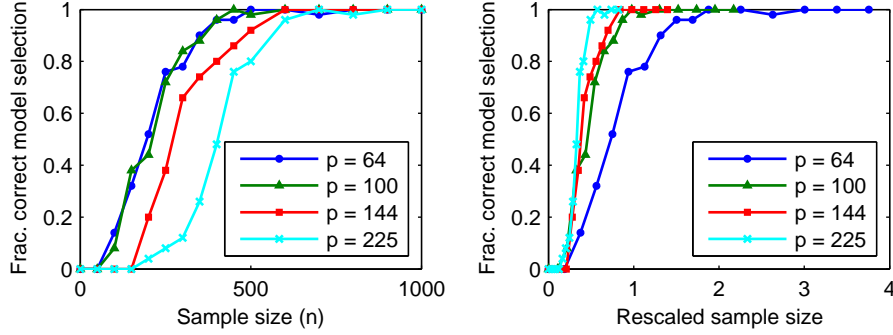 Frac. correct model selection
1
0.8
0.6
0.4
0.2
0
0
500
1000
Sample size (n)
p = 64
p = 100
p = 144
p = 225
Frac. correct model selection
1
0.8
0.6
0.4
0.2
0
0
1
2
3
4
Rescaled sample size
p = 64
p = 100
p = 144
p = 225